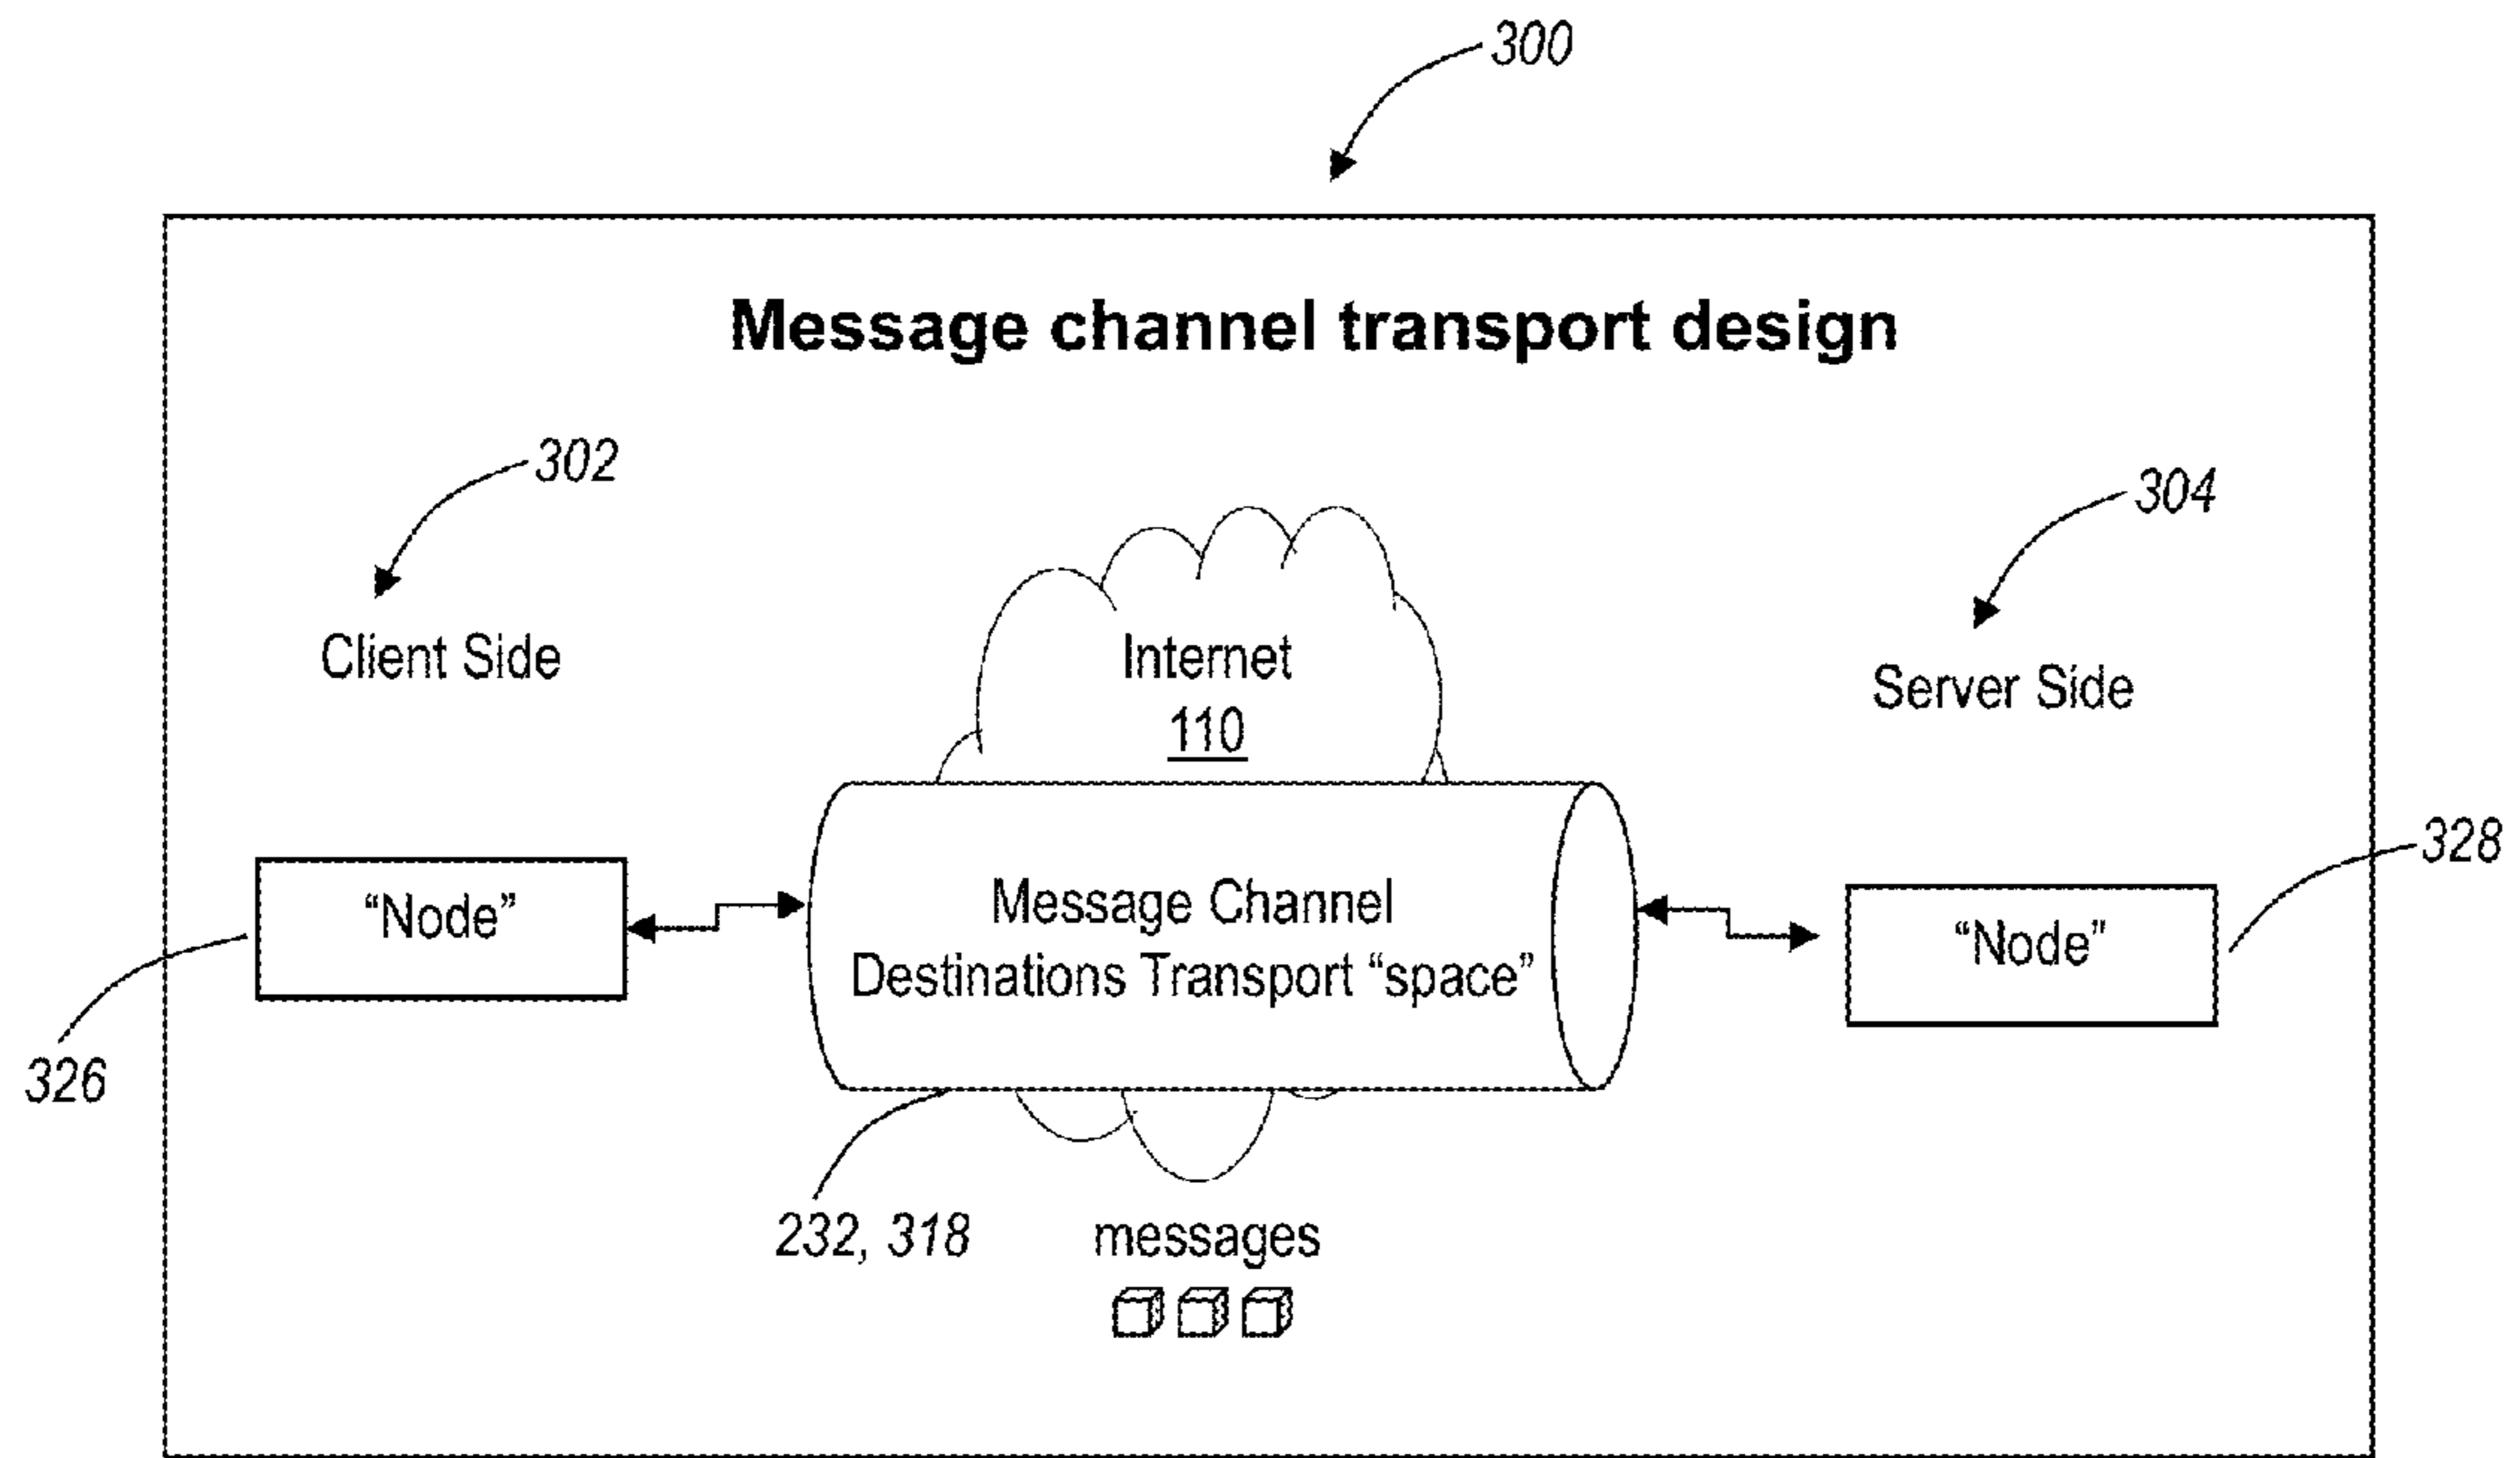 300
Message channel transport design
302
304
Client Side
Internet
110
Server Side
328
“Node”
Message Channel
Destinations Transport “space”
“Node”
326
232, 318
messages